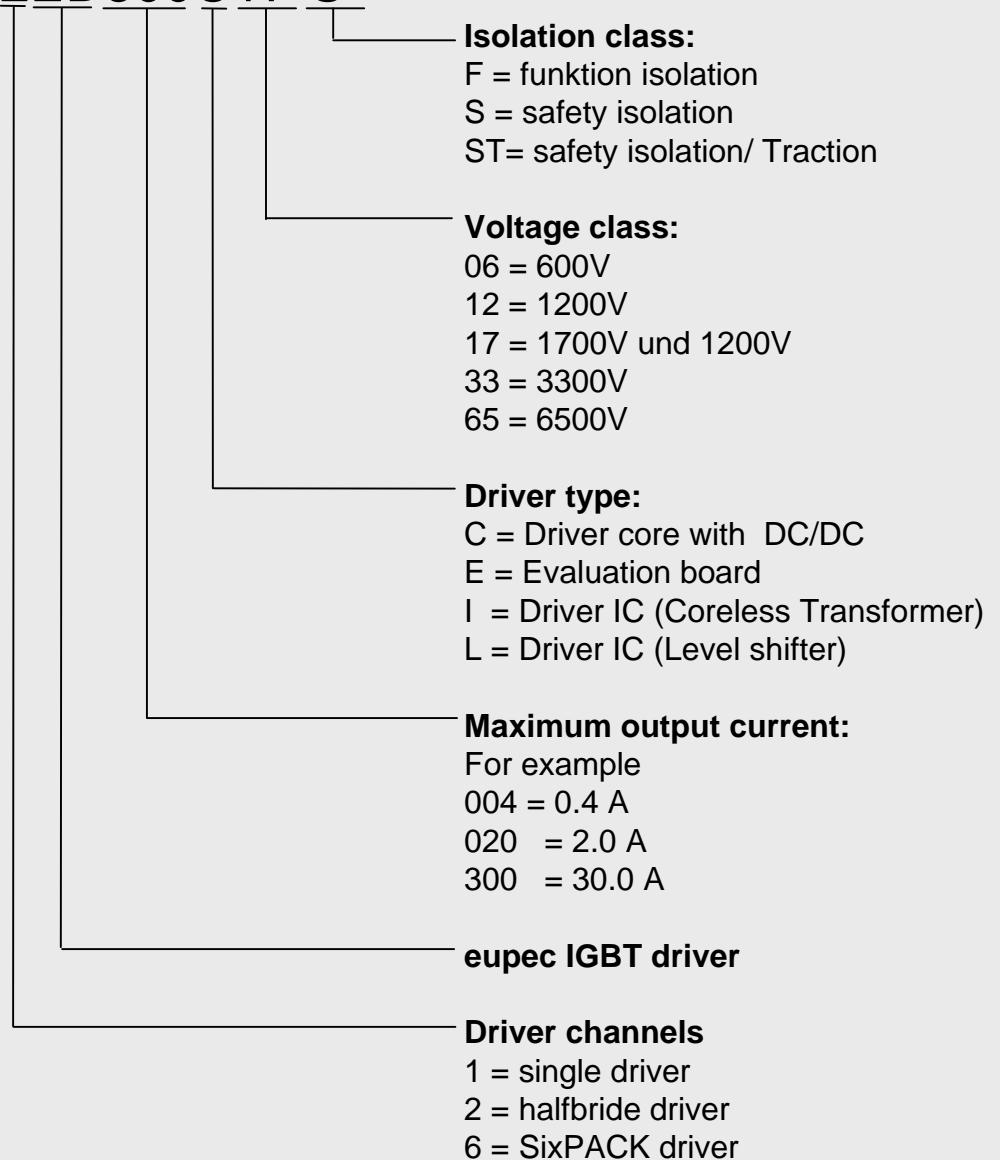 Isolation class:
F = funktion isolation
S = safety isolation
ST= safety isolation/ Traction
Voltage class:
06 = 600V
12 = 1200V
17 = 1700V und 1200V
33 = 3300V
65 = 6500V
Driver type:
C = Driver core with DC/DC
E = Evaluation board
I = Driver IC (Coreless Transformer)
L = Driver IC (Level shifter)
Maximum output current:
For example
004 = 0.4 A
020 = 2.0 A
300 = 30.0 A
eupec IGBT driver
Driver channels
1 = single driver
2 = halfbride driver
6 = SixPACK driver